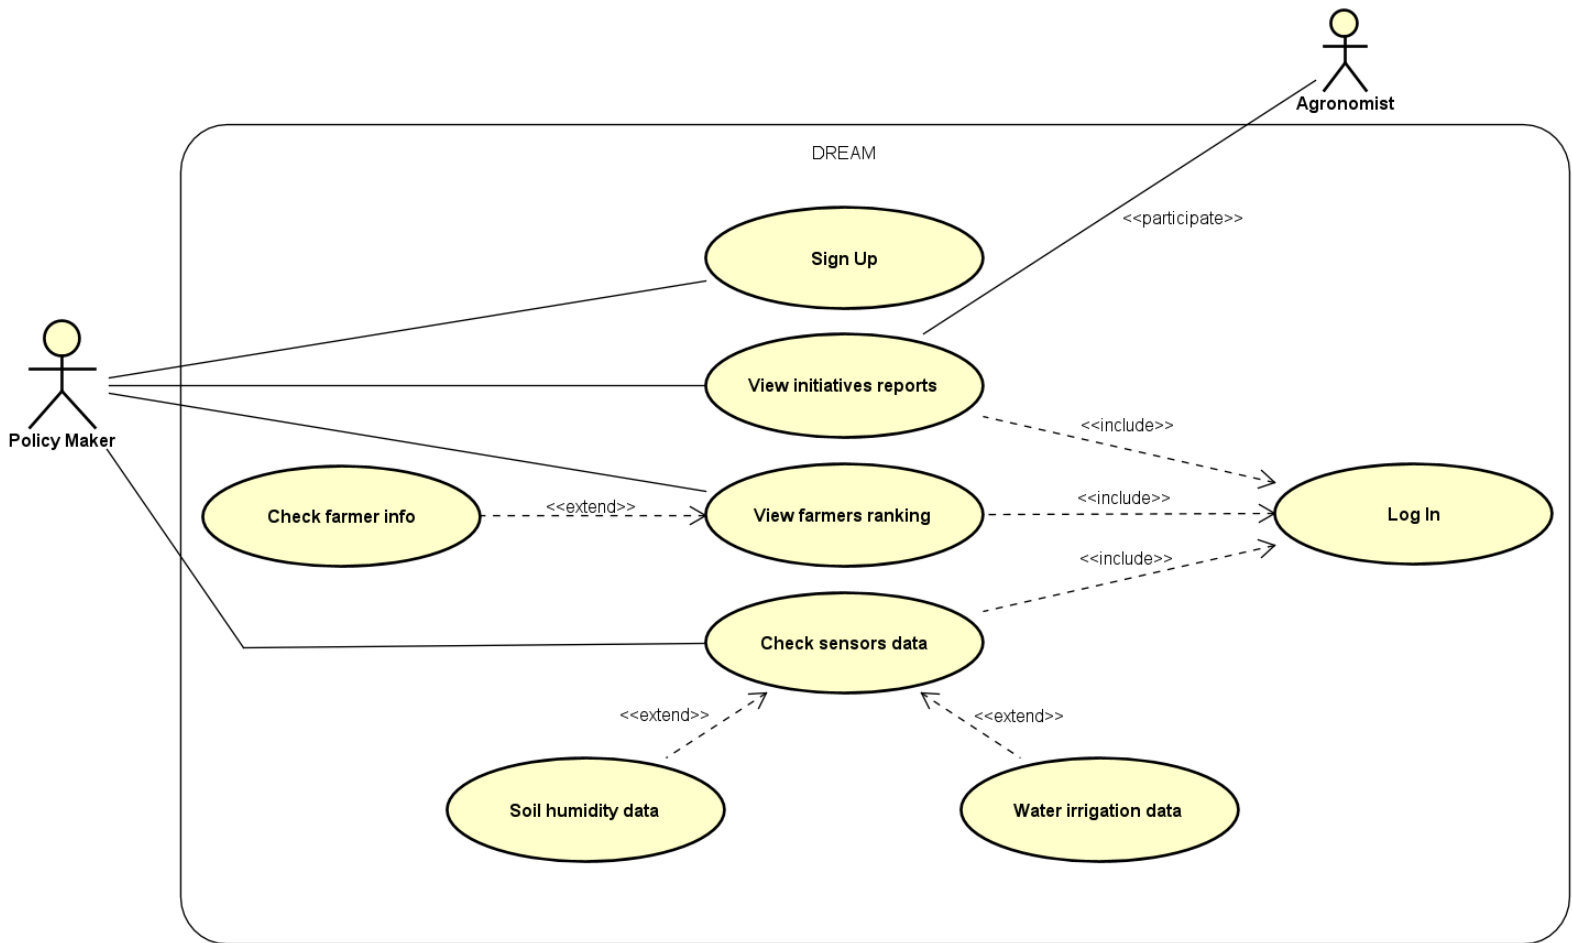 Agronomist
DREAM
<<participate>>
Sign Up
View initiatives reports
Policy Maker
<<include>>
Check farmer info
<<extend>>
View farmers ranking
<<include>>
Log In
<<include>>
Check sensors data
<<extend>>
<<extend>>
Soil humidity data
Water irrigation data